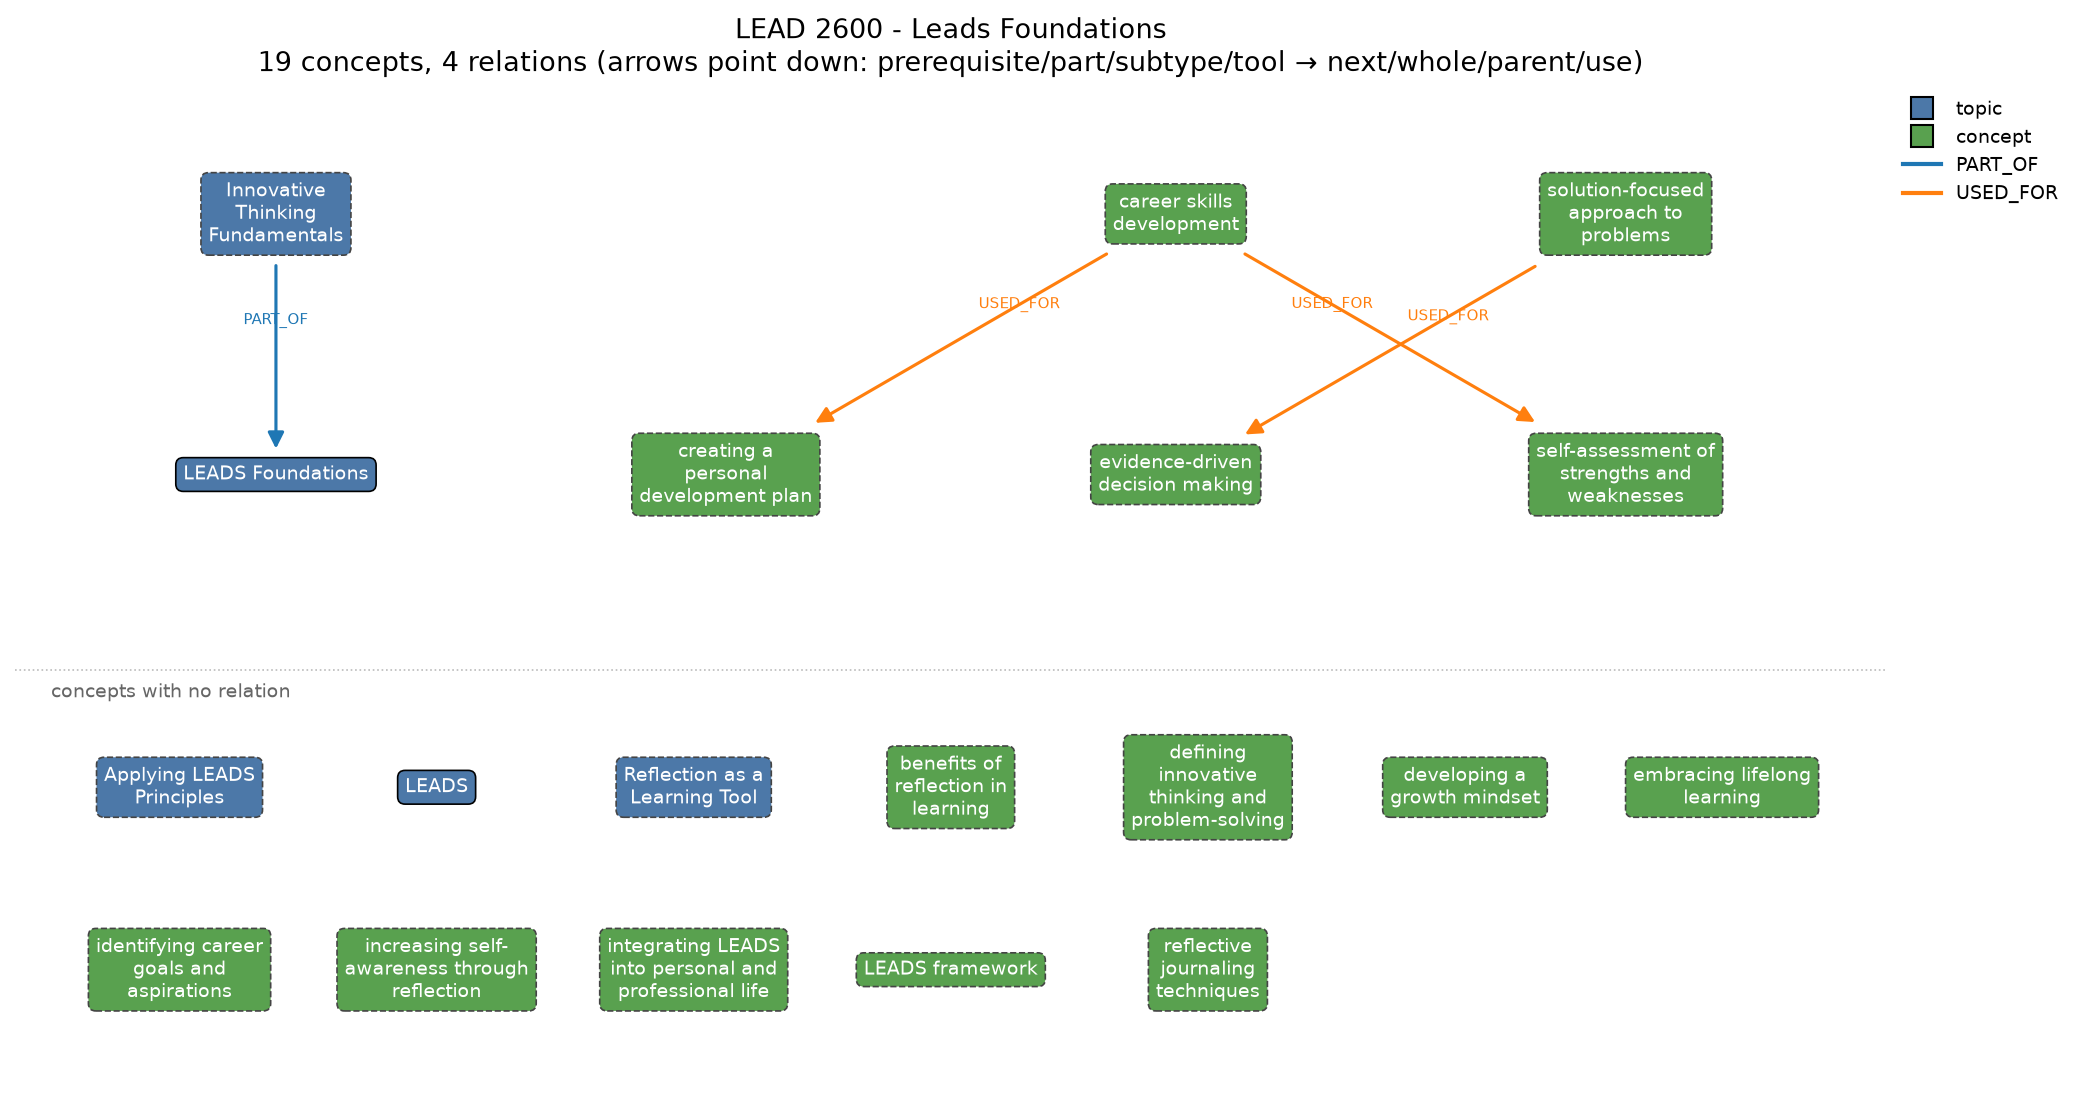 LEAD 2600 - Leads Foundations
19 concepts, 4 relations (arrows point down: prerequisite/part/subtype/tool → next/whole/parent/use)
topic
concept
PART_OF
USED_FOR
Innovative
Thinking
Fundamentals
career skills
development
solution-focused
approach to
problems
PART_OF
USED_FOR
USED_FOR
USED_FOR
LEADS Foundations
creating a
personal
development plan
evidence-driven
decision making
self-assessment of
strengths and
weaknesses
concepts with no relation
Applying LEADS
Principles
LEADS
Reflection as a
Learning Tool
benefits of
reflection in
learning
defining
innovative
thinking and
problem-solving
developing a
growth mindset
embracing lifelong
learning
identifying career
goals and
aspirations
increasing self-
awareness through
reflection
integrating LEADS
into personal and
professional life
LEADS framework
reflective
journaling
techniques